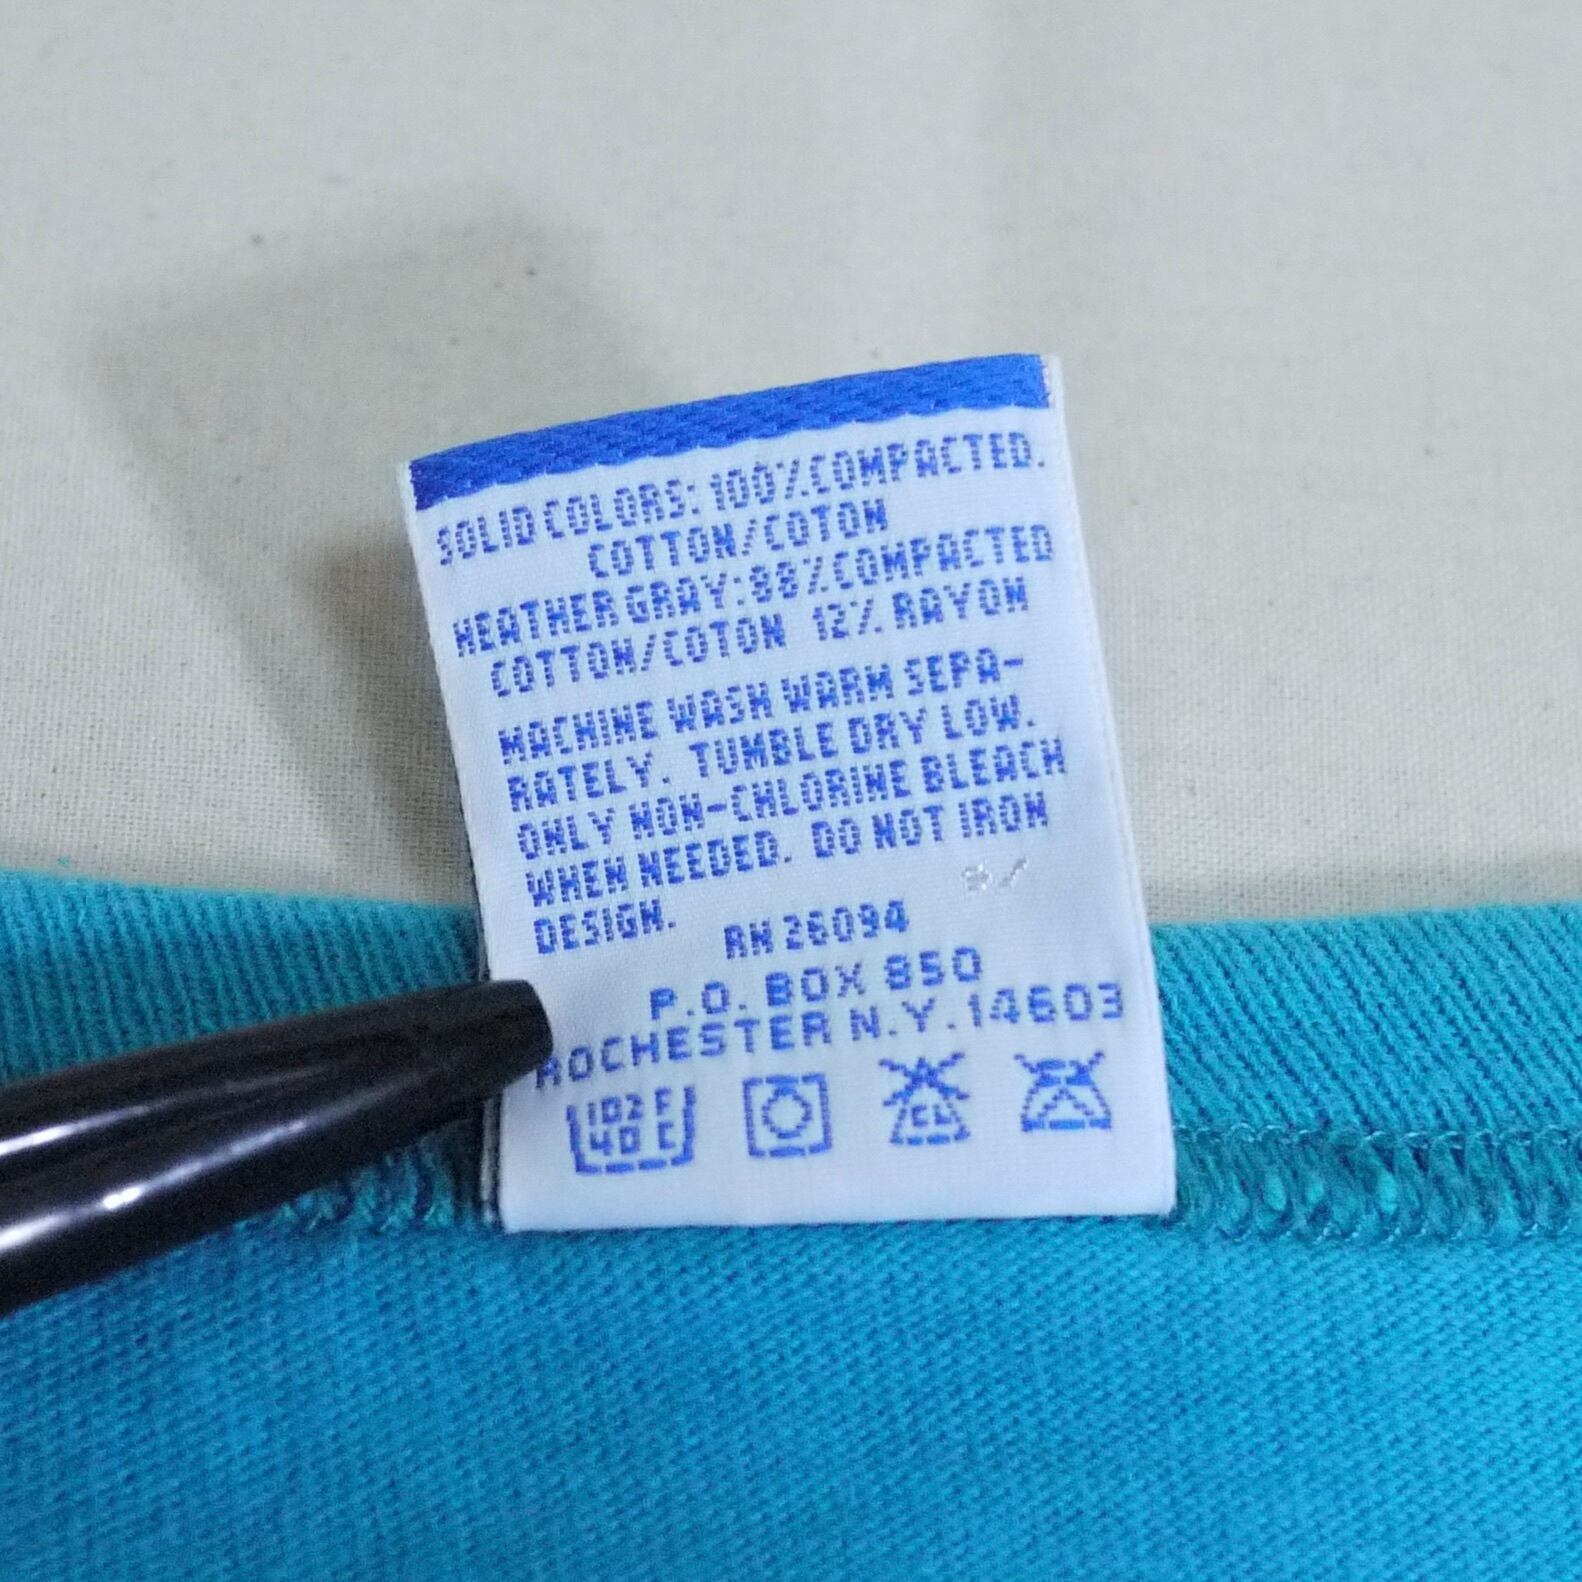 SOLID COLORS: 100% COMPACTED.
COTTON//COTON
HEATHER GRAY: 88% COMPACTED
COTTON/COTON 12% RAYON
MACHINE WASH WARM SEPA-
RATELY. TUMBLE DRY LOW.
ONLY NON-CHLORINE BLEACH
WHEN NEEDED. DO NOT IRON
DESIGN.
RN 26094
P.O. BOX 850
ROCHESTER N.Y. 14603
102 F
40 C
CL